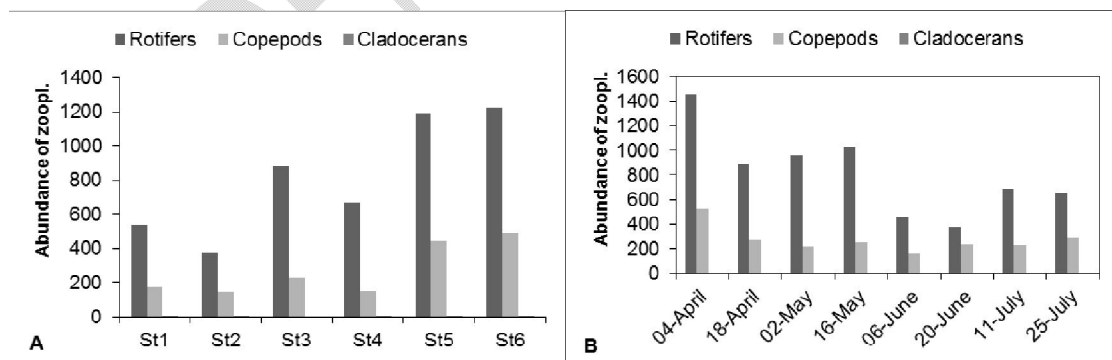 Rotifers Copepods Cladocerans
Abundance of zoopl.
1400
1200
1000
800
600
400
200
0
St1 St2 St3 St4 St5 St6
A
Rotifers Copepods Cladocerans
Abundance of zoopl.
1600
1400
1200
1000
800
600
400
200
0
04-April 18-April 02-May 16-May 06-June 20-June 11-July 25-July
B